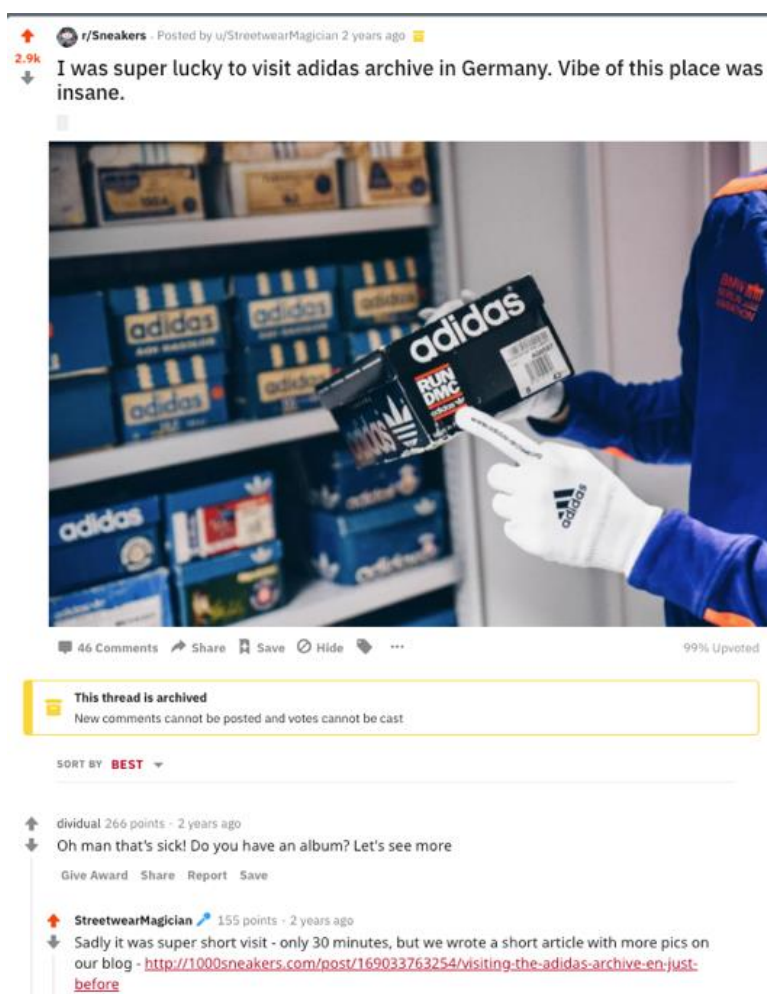 r/Sneakers · Posted by u/StreetwearMagician 2 years ago
2.9k
I was super lucky to visit adidas archive in Germany. Vibe of this place was
insane.
adidas
adidas
adidas
adidas
adidas
adidas
RUN
DMC
adidas
adidas
adidas
adidas
46 Comments Share Save Hide ...
99% Upvoted
This thread is archived
New comments cannot be posted and votes cannot be cast
SORT BY BEST
dividual 266 points · 2 years ago
Oh man that's sick! Do you have an album? Let's see more
Give Award Share Report Save
StreetwearMagician 155 points · 2 years ago
Sadly it was super short visit - only 30 minutes, but we wrote a short article with more pics on
our blog - http://1000sneakers.com/post/169033763254/visiting-the-adidas-archive-en-just-
before